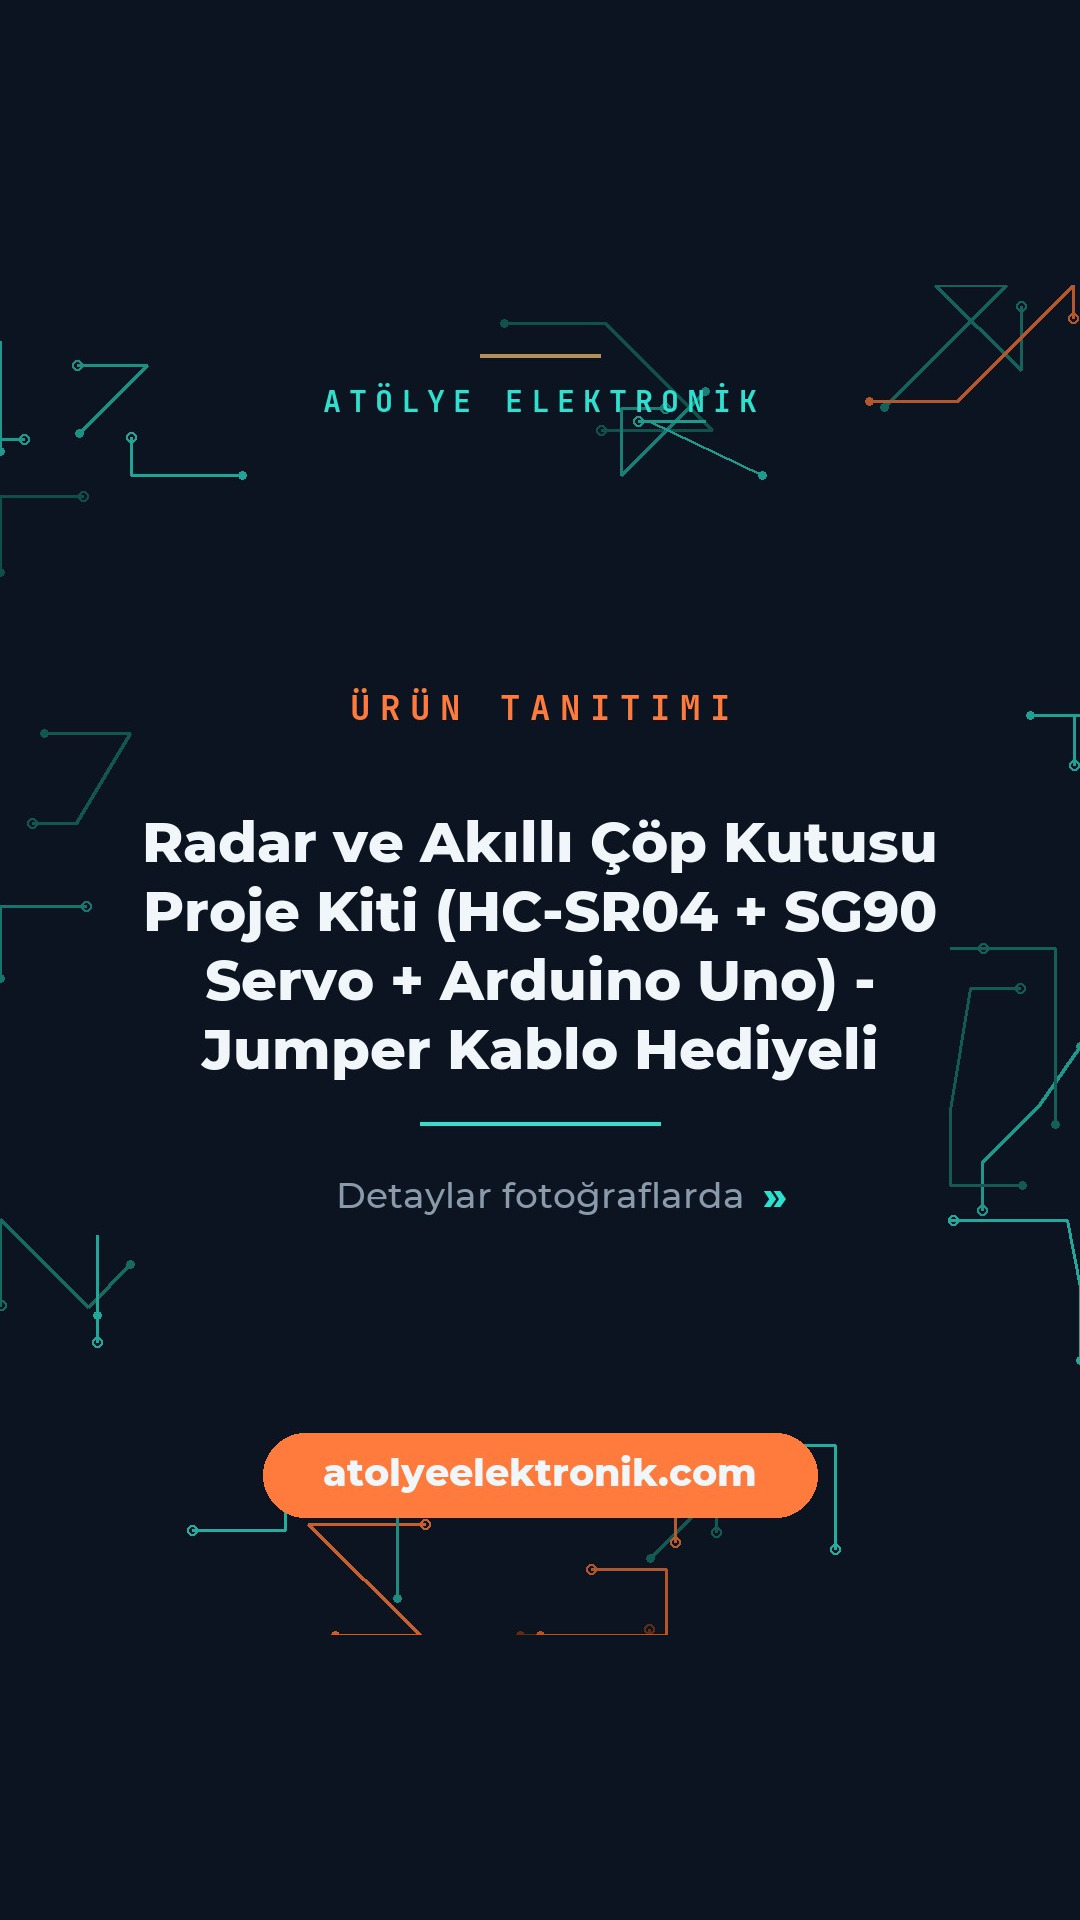 ATÖLYE ELEKTRONİK
ÜRÜN TANITIMI
Radar ve Akıllı Çöp Kutusu
Proje Kiti (HC-SR04 + SG90
Servo + Arduino Uno) -
Jumper Kablo Hediyeli
Detaylar fotoğraflarda »
atolyeelektronik.com